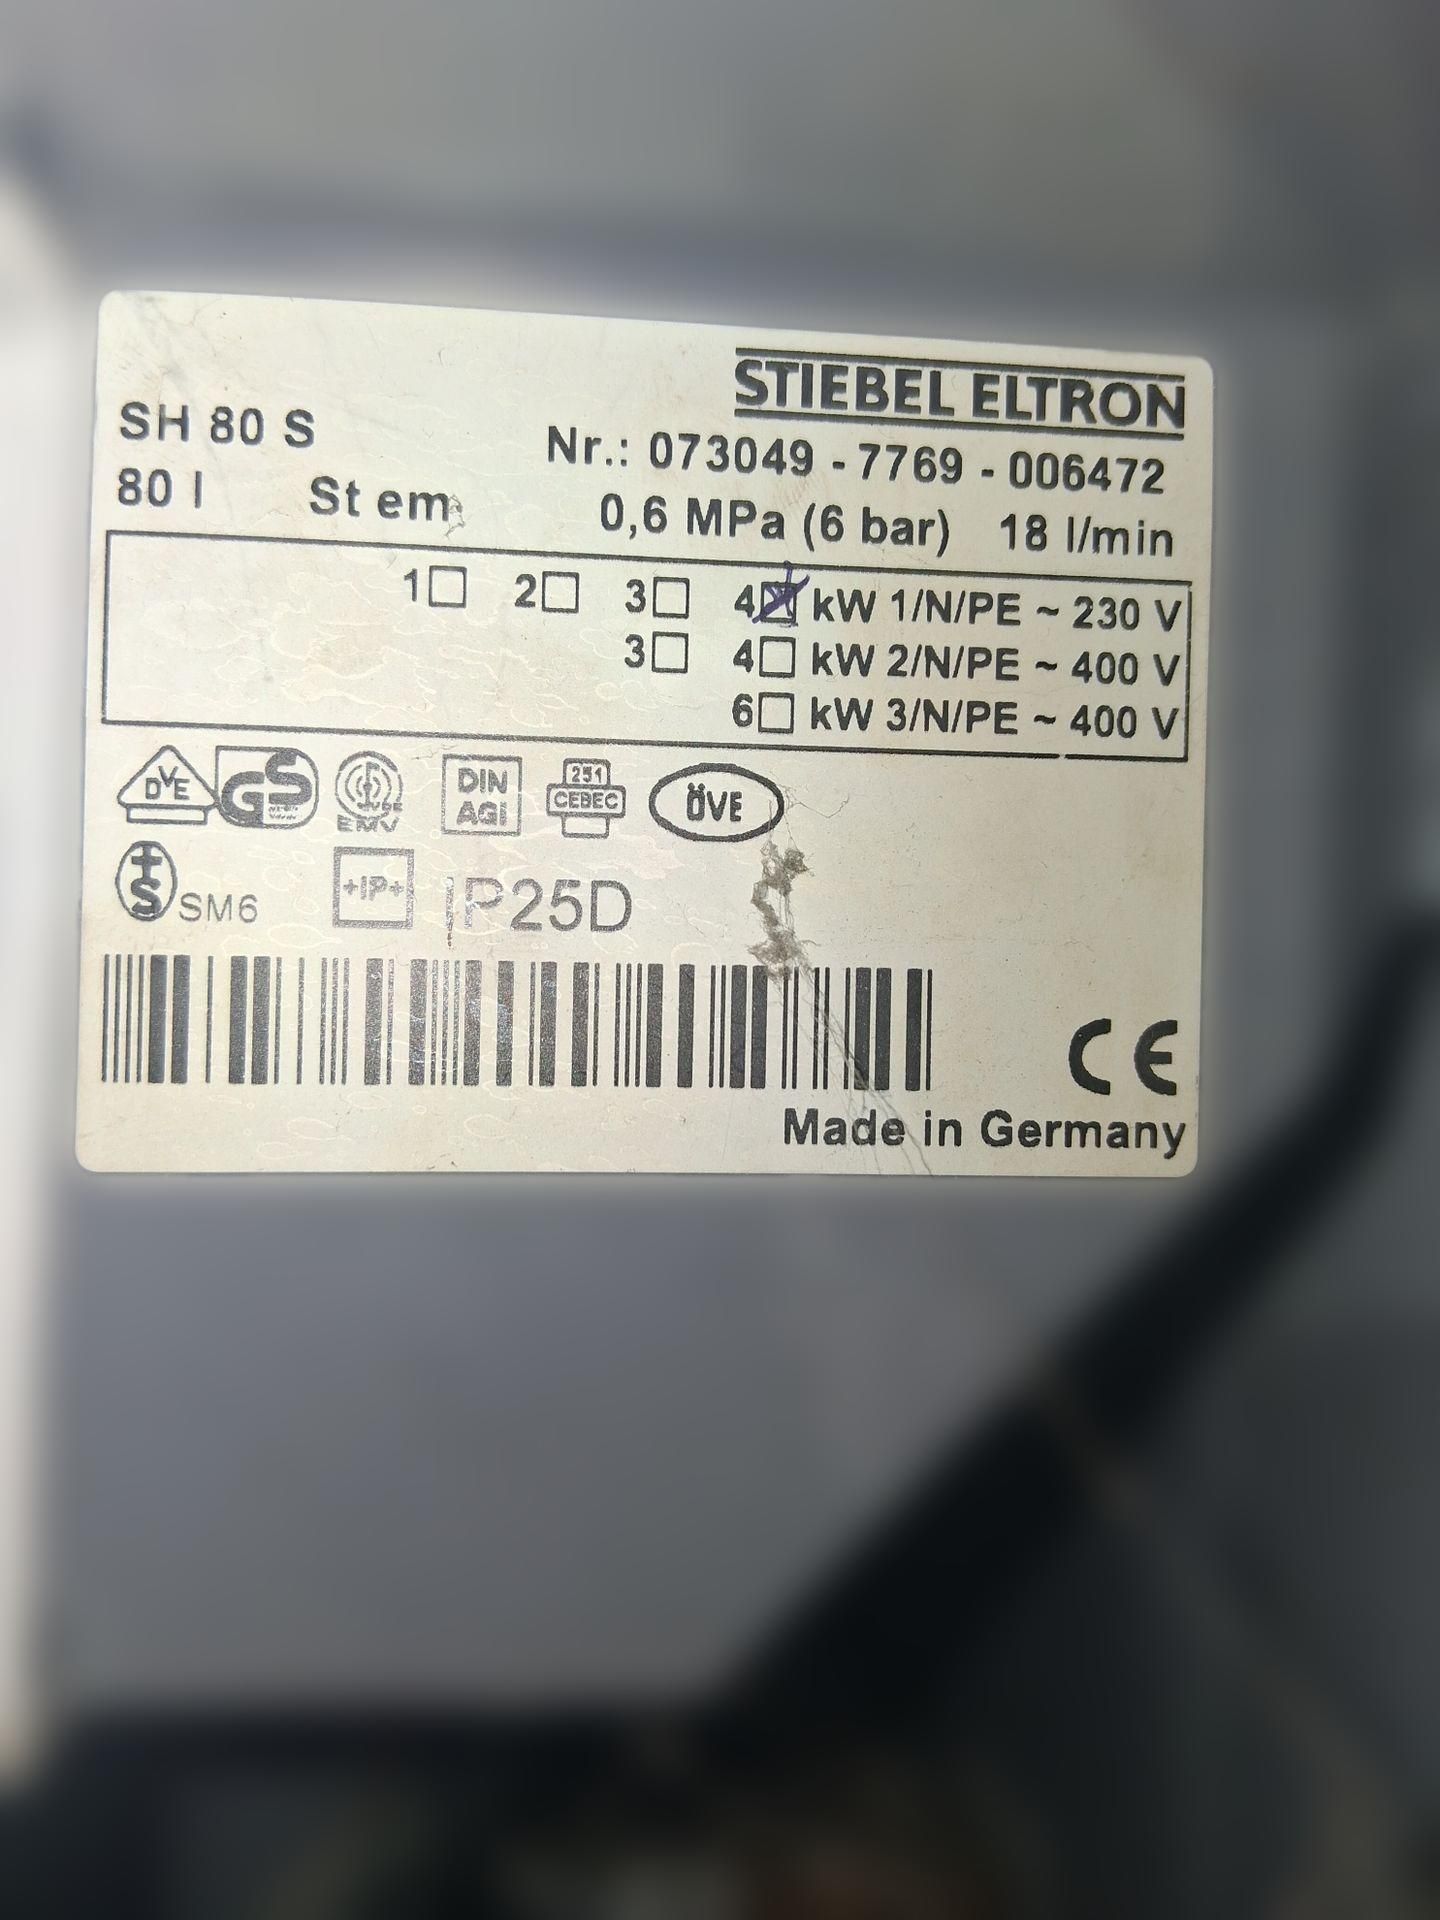 STIEBEL ELTRON
SH 80 S Nr.: 073049 - 7769 - 006472
80 l St em. 0,6 MPa (6 bar) 18 l/min
1☐ 2☐ 3☐ 4☒ kW 1/N/PE ~ 230 V
3☐ 4☐ kW 2/N/PE ~ 400 V
6☐ kW 3/N/PE ~ 400 V
DVE GS EMV DIN AGI 251 CEBEC ÖVE
+S SM6 +IP+ IP25D
CE
Made in Germany